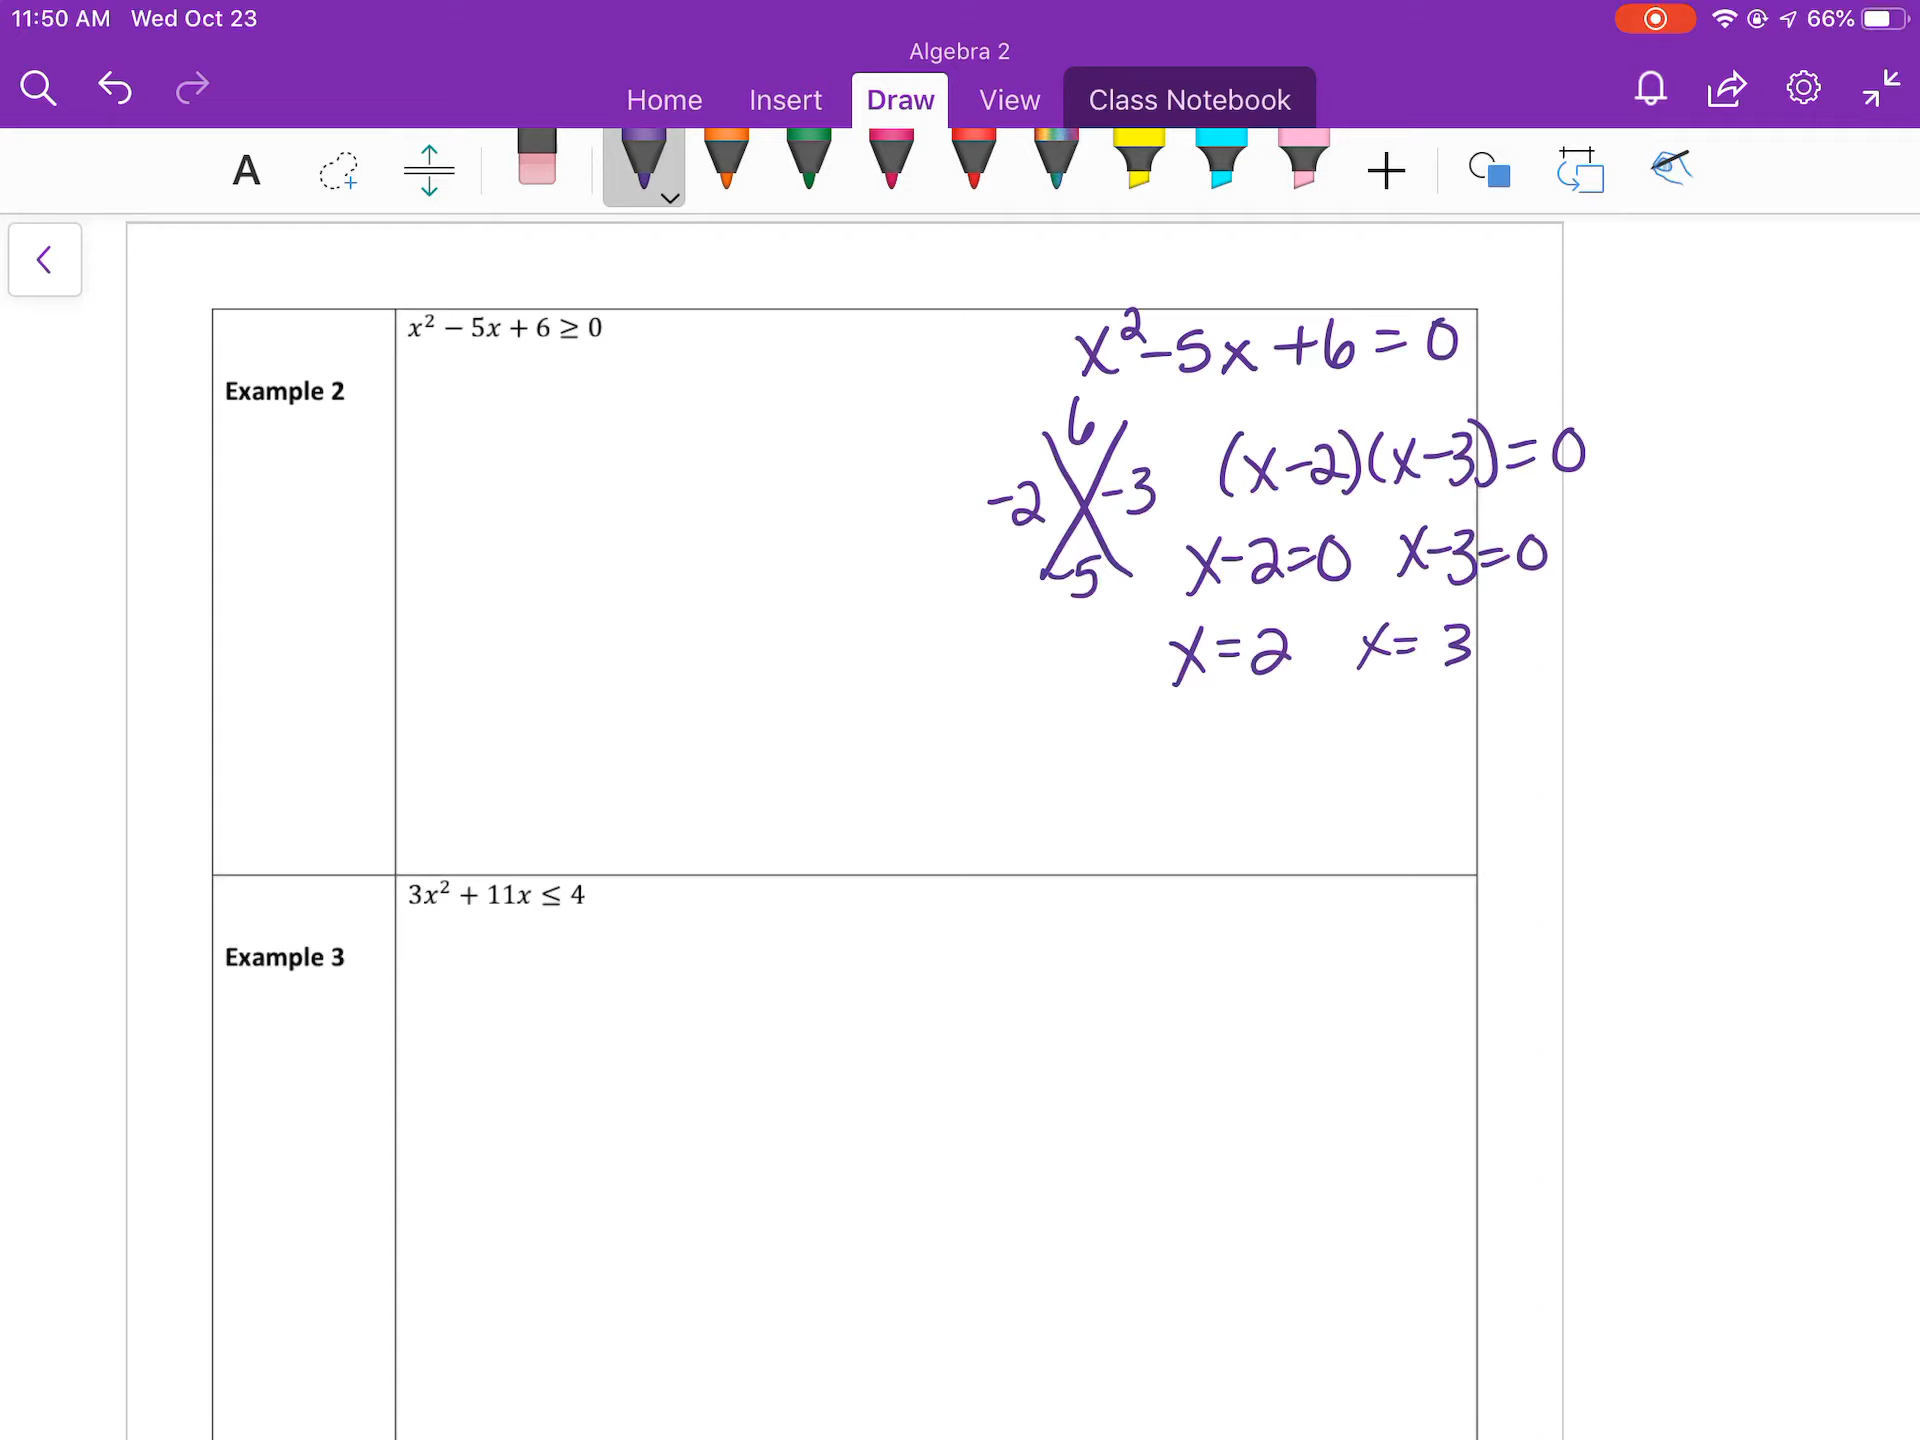 11:50 AM Wed Oct 23 66%
Algebra 2
Home Insert Draw View Class Notebook
A
x² − 5x + 6 ≥ 0
Example 2
x²-5x+6=0
6
-2 -3
-5
(x-2)(x-3)=0
x-2=0 x-3=0
x=2 x=3
3x² + 11x ≤ 4
Example 3